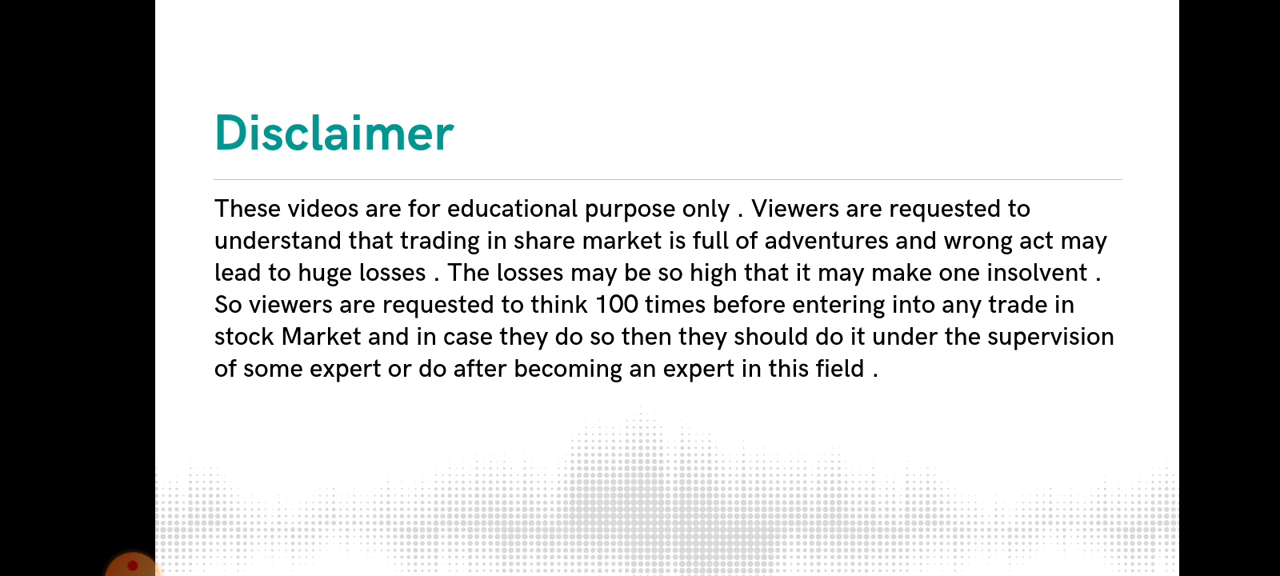 Disclaimer
These videos are for educational purpose only . Viewers are requested to
understand that trading in share market is full of adventures and wrong act may
lead to huge losses . The losses may be so high that it may make one insolvent .
So viewers are requested to think 100 times before entering into any trade in
stock Market and in case they do so then they should do it under the supervision
of some expert or do after becoming an expert in this field .